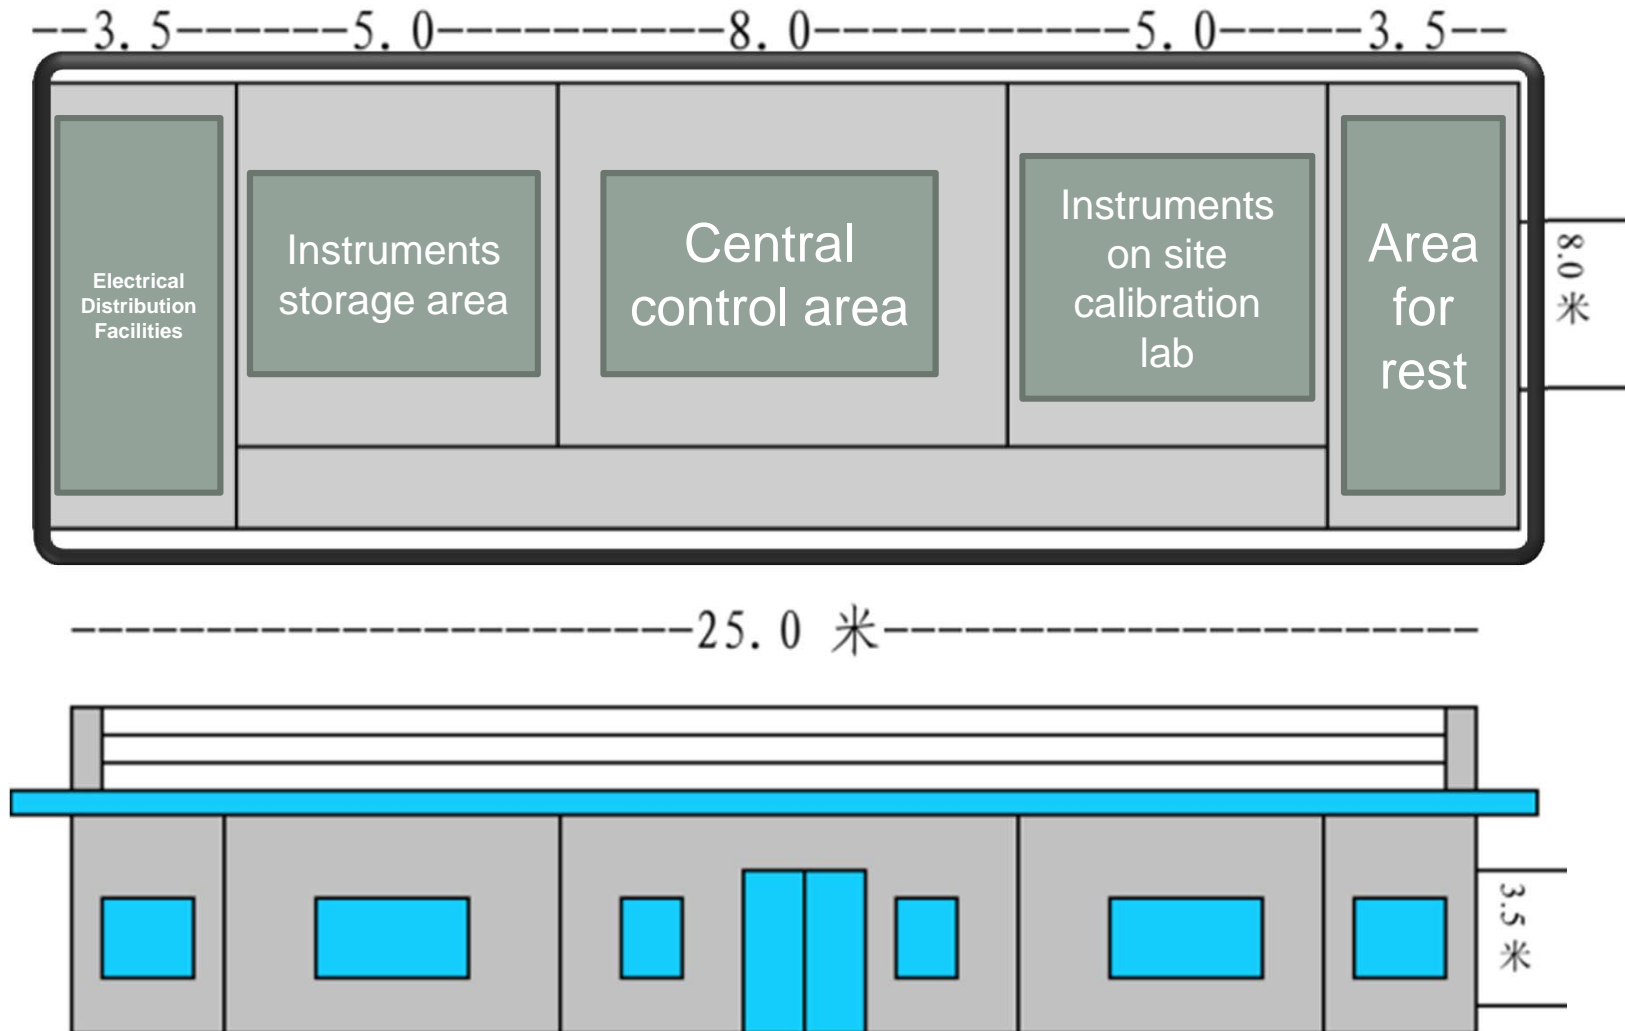 --3. 5-------5. 0--------------8. 0----------------5. 0------3. 5--
Electrical
Distribution
Facilities
Instruments
storage area
Central
control area
Instruments
on site
calibration
lab
Area
for
rest
8.0 米
-------------------------------25. 0 米------------------------------
3.5 米